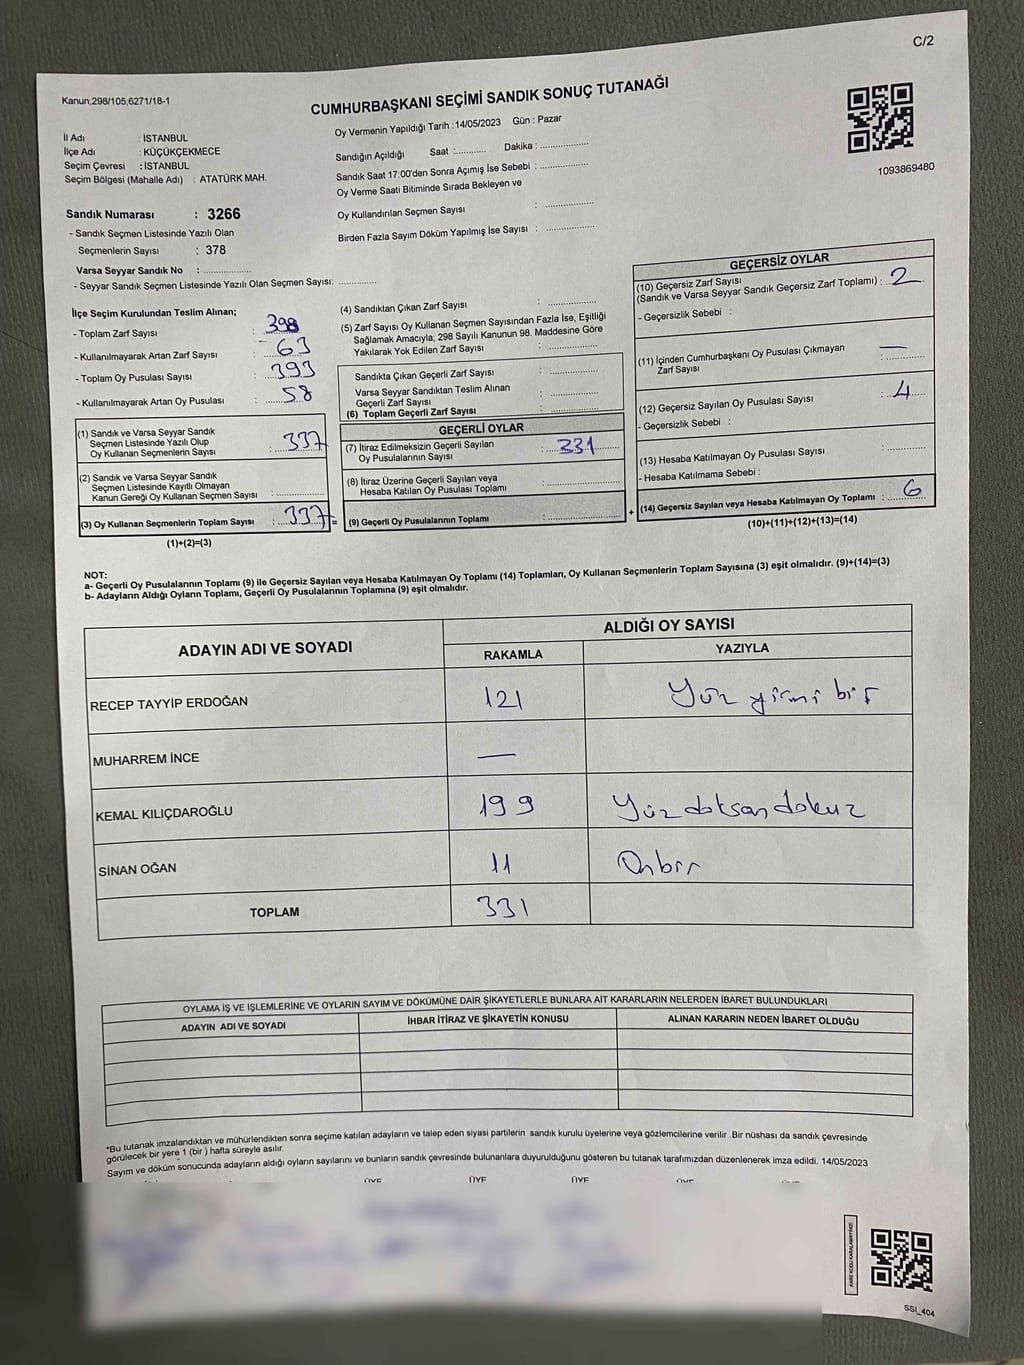 C/2
Kanun;298/105;6271/18-1
CUMHURBAŞKANI SEÇİMİ SANDIK SONUÇ TUTANAĞI
İl Adı : İSTANBUL
İlçe Adı : KÜÇÜKÇEKMECE
Seçim Çevresi : İSTANBUL
Seçim Bölgesi (Mahalle Adı) : ATATÜRK MAH.
Sandık Numarası : 3266
- Sandık Seçmen Listesinde Yazılı Olan
Seçmenlerin Sayısı : 378
Varsa Seyyar Sandık No : ..................
- Seyyar Sandık Seçmen Listesinde Yazılı Olan Seçmen Sayısı: ..............
Oy Vermenin Yapıldığı Tarih :14/05/2023 Gün : Pazar
Sandığın Açıldığı Saat :........... Dakika : ..................
Sandık Saat 17:00'den Sonra Açımış İse Sebebi : ..................
Oy Verme Saati Bitiminde Sırada Bekleyen ve
Oy Kullandırılan Seçmen Sayısı : ..................
Birden Fazla Sayım Döküm Yapılmış İse Sayısı : ..................
1093869480
İlçe Seçim Kurulundan Teslim Alınan;
- Toplam Zarf Sayısı : 398
- Kullanılmayarak Artan Zarf Sayısı : 63
- Toplam Oy Pusulası Sayısı : 393
- Kullanılmayarak Artan Oy Pusulası : 58
(1) Sandık ve Varsa Seyyar Sandık
Seçmen Listesinde Yazılı Olup
Oy Kullanan Seçmenlerin Sayısı : 337
(2) Sandık ve Varsa Seyyar Sandık
Seçmen Listesinde Kayıtlı Olmayan
Kanun Gereği Oy Kullanan Seçmen Sayısı : ..................
(3) Oy Kullanan Seçmenlerin Toplam Sayısı : 337 =
(1)+(2)=(3)
(4) Sandıktan Çıkan Zarf Sayısı : ..................
(5) Zarf Sayısı Oy Kullanan Seçmen Sayısından Fazla İse, Eşitliği
Sağlamak Amacıyla; 298 Sayılı Kanunun 98. Maddesine Göre
Yakılarak Yok Edilen Zarf Sayısı : ..................
Sandıkta Çıkan Geçerli Zarf Sayısı : ..................
Varsa Seyyar Sandıktan Teslim Alınan
Geçerli Zarf Sayısı : ..................
(6) Toplam Geçerli Zarf Sayısı : ..................
GEÇERLİ OYLAR
(7) İtiraz Edilmeksizin Geçerli Sayılan
Oy Pusulalarının Sayısı : 331
(8) İtiraz Üzerine Geçerli Sayılan veya
Hesaba Katılan Oy Pusulası Toplamı : ..................
(9) Geçerli Oy Pusulalarının Toplamı : .................. +
GEÇERSİZ OYLAR
(10) Geçersiz Zarf Sayısı
(Sandık ve Varsa Seyyar Sandık Geçersiz Zarf Toplamı) : 2
- Geçersizlik Sebebi :
(11) İçinden Cumhurbaşkanı Oy Pusulası Çıkmayan
Zarf Sayısı : —
(12) Geçersiz Sayılan Oy Pusulası Sayısı : 4
- Geçersizlik Sebebi :
(13) Hesaba Katılmayan Oy Pusulası Sayısı : ..................
- Hesaba Katılmama Sebebi :
(14) Geçersiz Sayılan veya Hesaba Katılmayan Oy Toplamı : 6
(10)+(11)+(12)+(13)=(14)
NOT:
a- Geçerli Oy Pusulalarının Toplamı (9) ile Geçersiz Sayılan veya Hesaba Katılmayan Oy Toplamı (14) Toplamları, Oy Kullanan Seçmenlerin Toplam Sayısına (3) eşit olmalıdır. (9)+(14)=(3)
b- Adayların Aldığı Oyların Toplamı, Geçerli Oy Pusulalarının Toplamına (9) eşit olmalıdır.
ADAYIN ADI VE SOYADI ALDIĞI OY SAYISI
RAKAMLA YAZIYLA
RECEP TAYYİP ERDOĞAN 121 Yüz yirmi bir
MUHARREM İNCE —
KEMAL KILIÇDAROĞLU 199 Yüz doksan dokuz
SİNAN OĞAN 11 Onbir
TOPLAM 331
OYLAMA İŞ VE İŞLEMLERİNE VE OYLARIN SAYIM VE DÖKÜMÜNE DAİR ŞİKAYETLERLE BUNLARA AİT KARARLARIN NELERDEN İBARET BULUNDUKLARI
ADAYIN ADI VE SOYADI İHBAR İTİRAZ VE ŞİKAYETİN KONUSU ALINAN KARARIN NEDEN İBARET OLDUĞU
*Bu tutanak imzalandıktan ve mühürlendikten sonra seçime katılan adayların ve talep eden siyasi partilerin sandık kurulu üyelerine veya gözlemcilerine verilir .Bir nüshası da sandık çevresinde
görülecek bir yere 1 (bir ) hafta süreyle asılır.
Sayım ve döküm sonucunda adayların aldığı oyların sayılarını ve bunların sandık çevresinde bulunanlara duyurulduğunu gösteren bu tutanak tarafımızdan düzenlenerek imza edildi. 14/05/2023
ÜYE ÜYE ÜYE ÜYE
KARE KODU KARALAMAYINIZ!
SSI_404